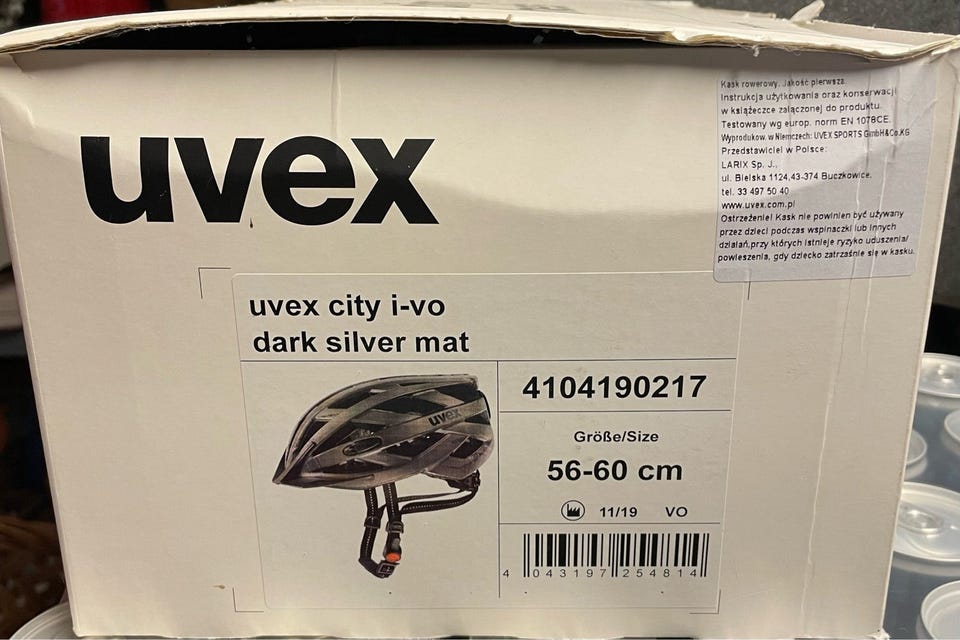 uvex
Kask rowerowy. Jakość pierwsza.
Instrukcja użytkowania oraz konserwacji
w książeczce załączonej do produktu.
Testowany wg europ. norm EN 1078CE.
Wyprodukow. w Niemczech: UVEX SPORTS GmbH&Co.KG
Przedstawiciel w Polsce:
LARIX Sp. J.,
ul. Bielska 1124,43-374 Buczkowice.
tel. 33 497 50 40
www.uvex.com.pl
Ostrzeżenie! Kask nie powinien być używany
przez dzieci podczas wspinaczki lub innych
działań,przy których istnieje ryzyko uduszenia/
powieszenia, gdy dziecko zatrzaśnie się w kasku.
uvex city i-vo
dark silver mat
uvex
4104190217
Größe/Size
56-60 cm
11/19 VO
4 043197 254814